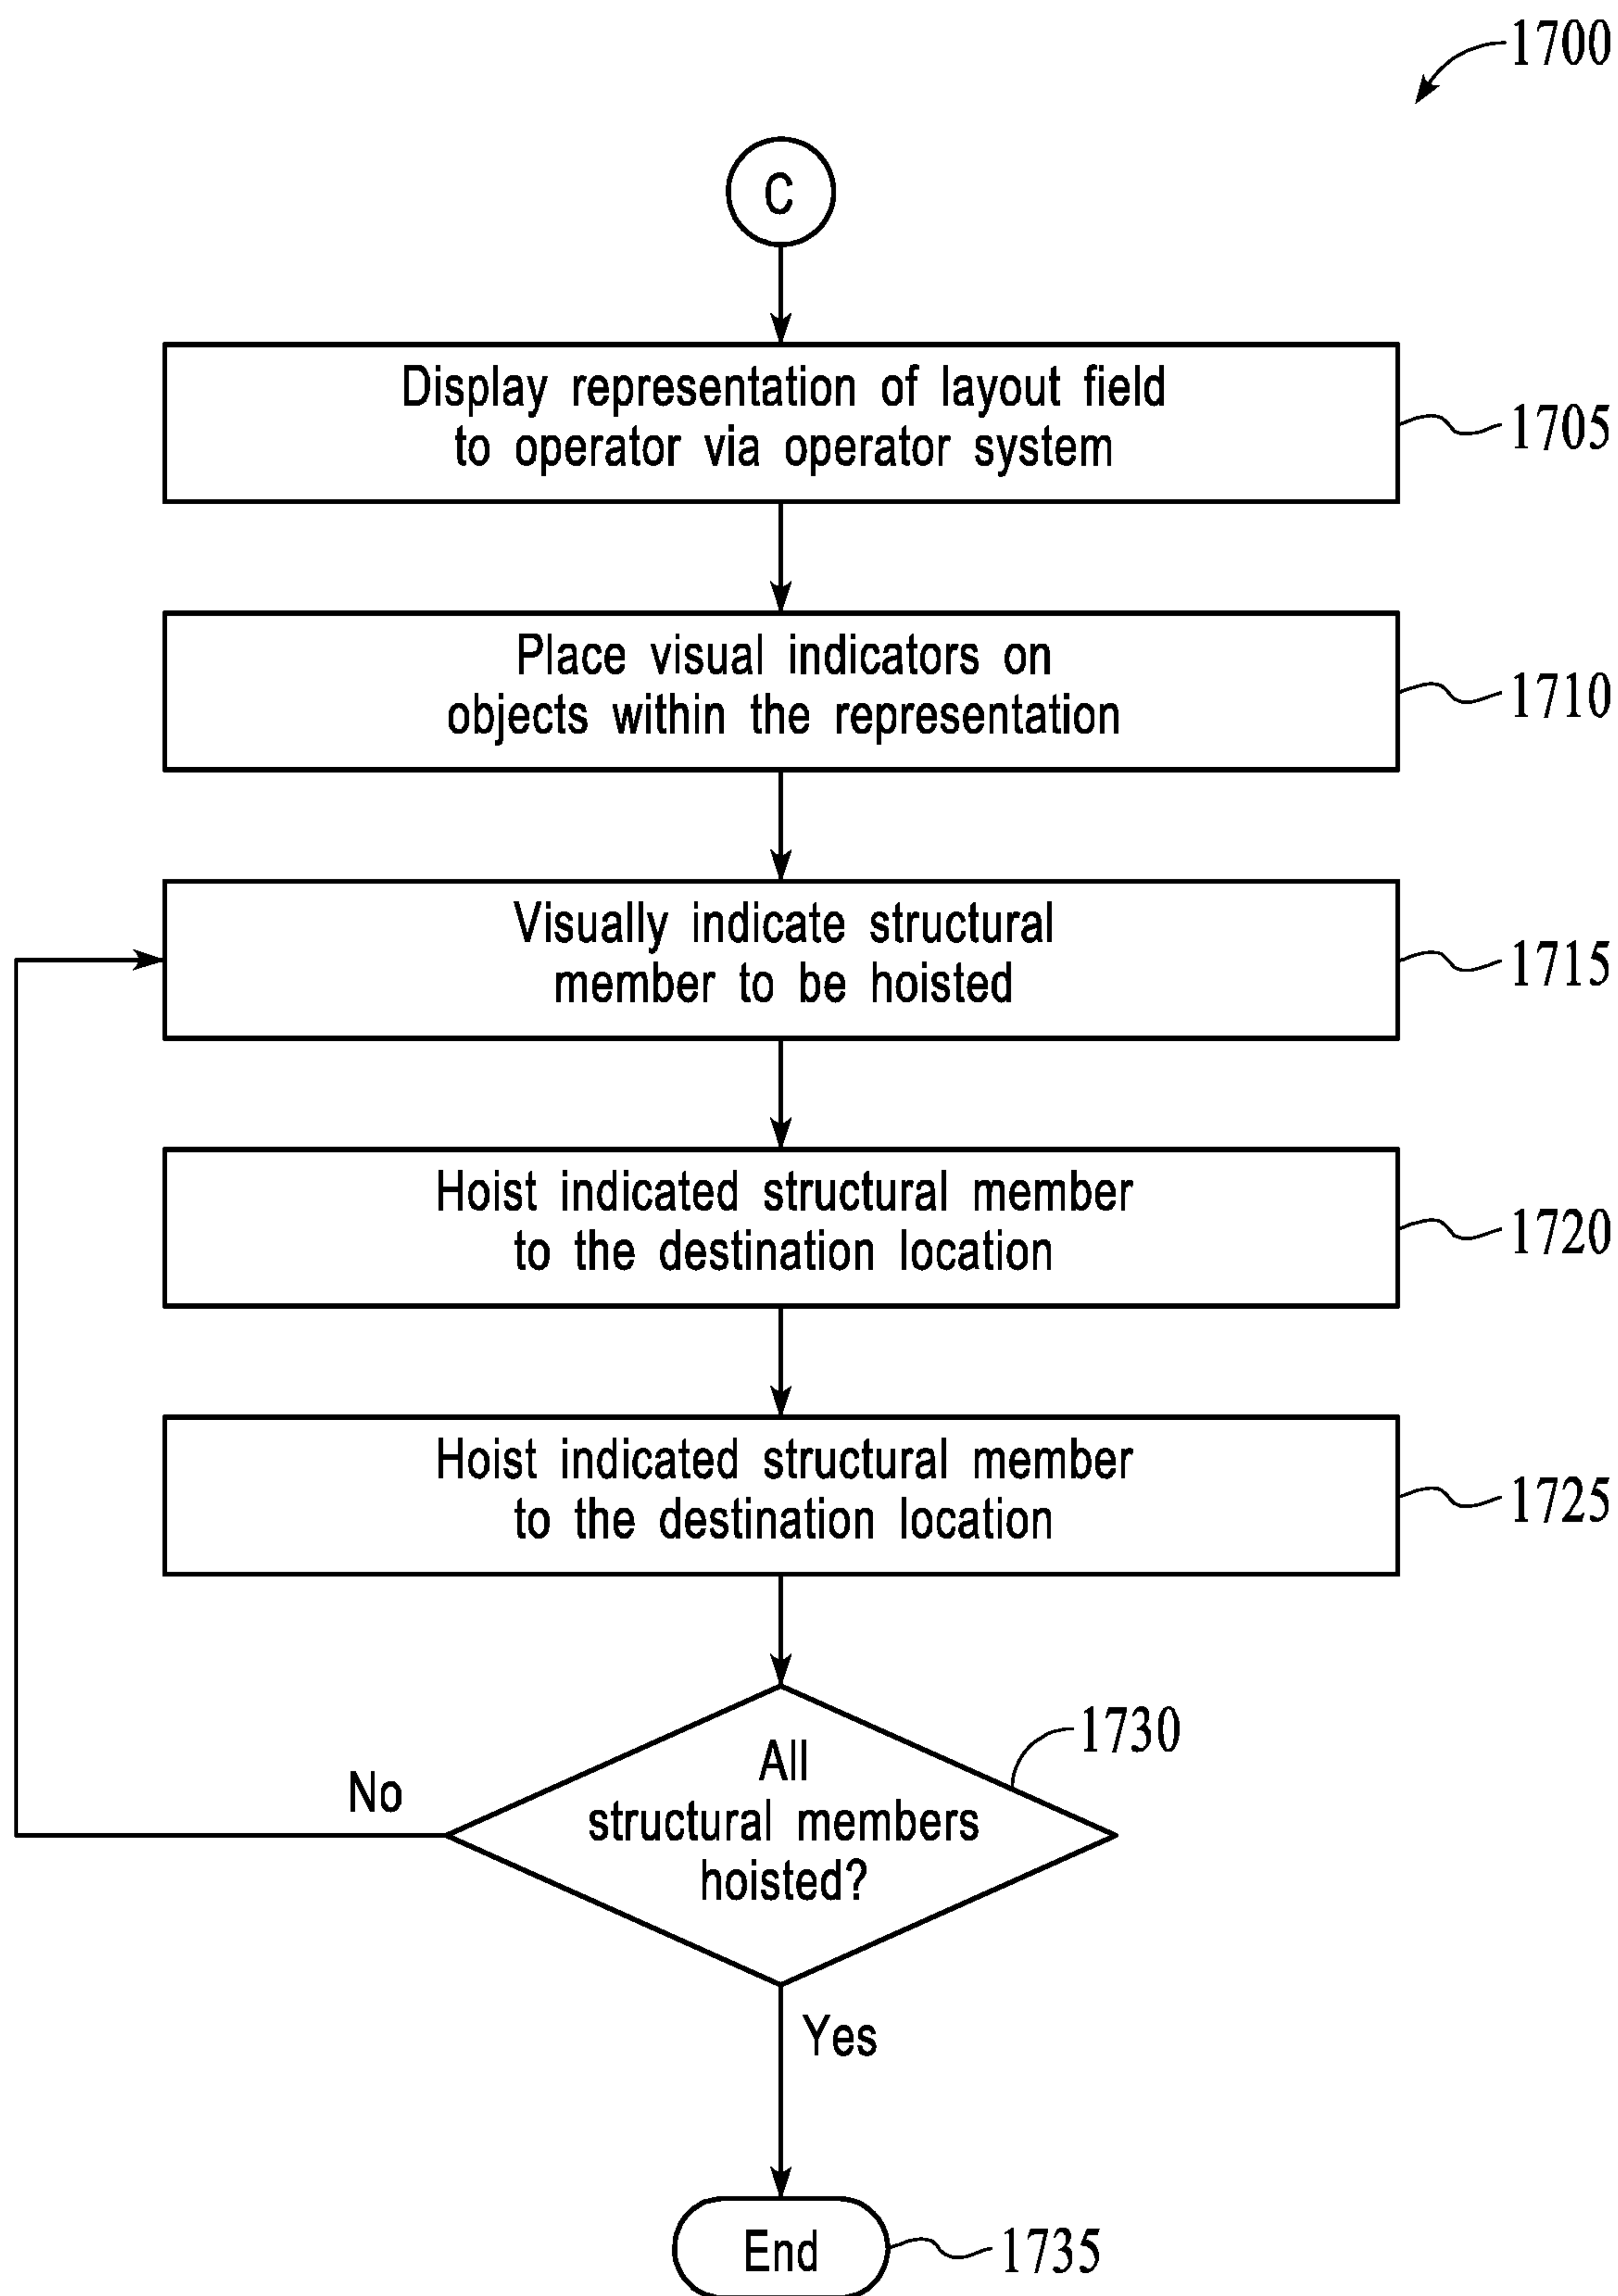 1700
C
Display representation of layout field
to operator via operator system
1705
Place visual indicators on
objects within the representation
1710
Visually indicate structural
member to be hoisted
1715
Hoist indicated structural member
to the destination location
1720
Hoist indicated structural member
to the destination location
1725
All
structural members
hoisted?
1730
No
Yes
End
1735